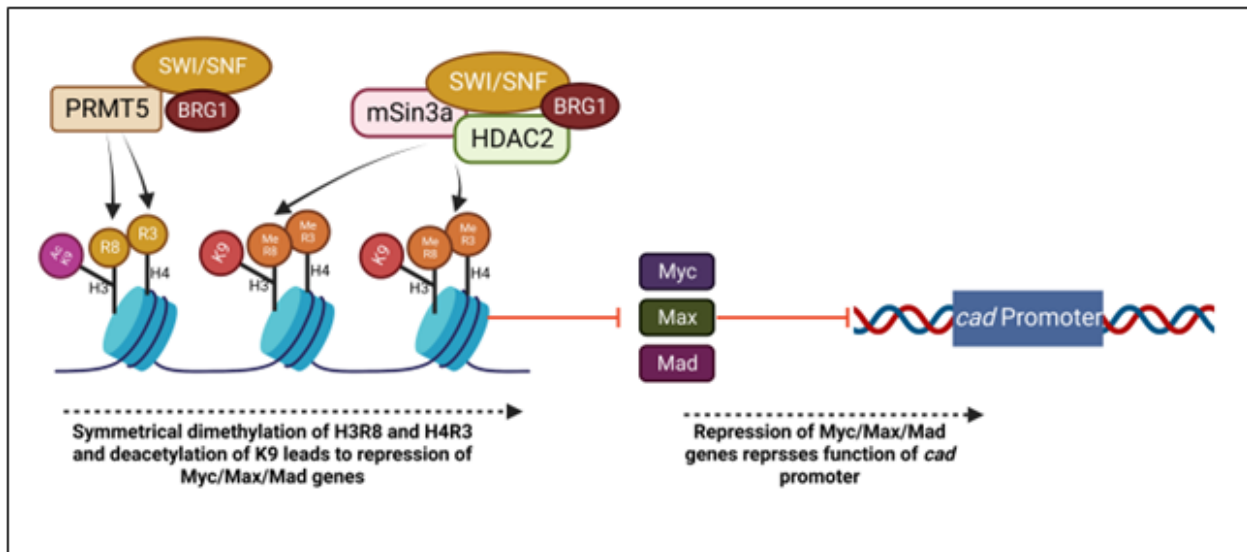 SWI/SNF
PRMT5
BRG1
SWI/SNF
mSin3a
BRG1
HDAC2
Ac
K9
R8
R3
H3
H4
K9
Me
R8
Me
R3
H3
H4
K9
Me
R8
Me
R3
H3
H4
Myc
Max
Mad
cad Promoter
Symmetrical dimethylation of H3R8 and H4R3
and deacetylation of K9 leads to repression of
Myc/Max/Mad genes
Repression of Myc/Max/Mad
genes reprsses function of cad
promoter